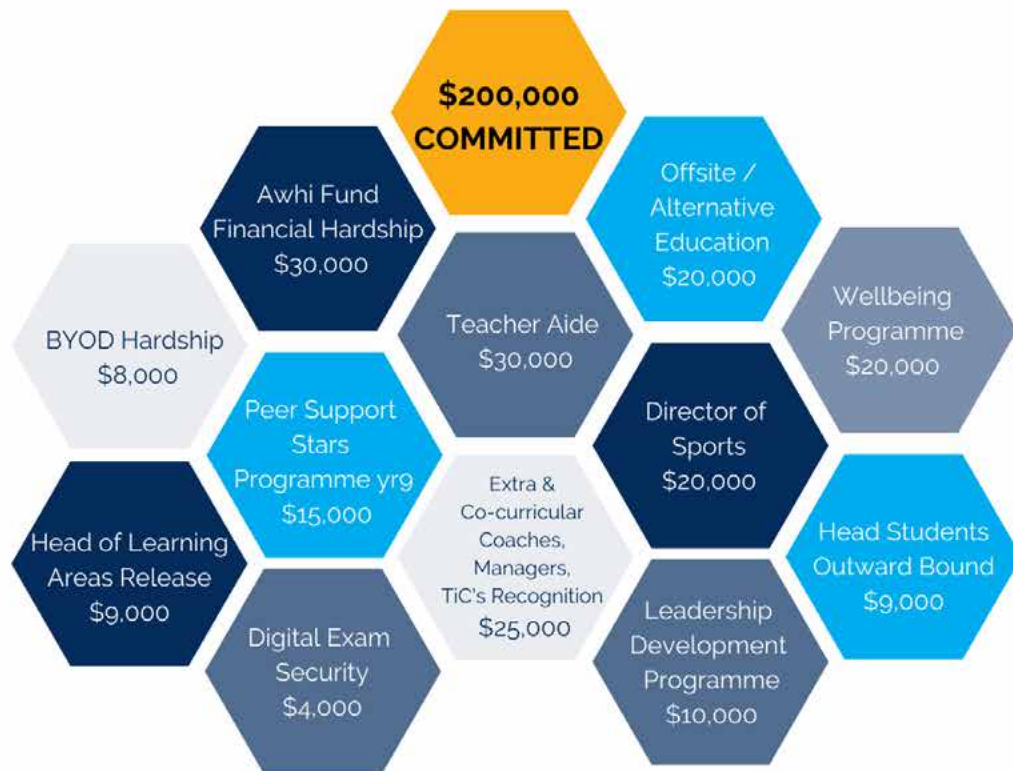 $200,000
COMMITTED
Awhi Fund
Financial Hardship
$30,000
Offsite /
Alternative
Education
$20,000
BYOD Hardship
$8,000
Teacher Aide
$30,000
Wellbeing
Programme
$20,000
Peer Support
Stars
Programme yr9
$15,000
Director of
Sports
$20,000
Head of Learning
Areas Release
$9,000
Extra &
Co-curricular
Coaches,
Managers,
TiC's Recognition
$25,000
Head Students
Outward Bound
$9,000
Digital Exam
Security
$4,000
Leadership
Development
Programme
$10,000